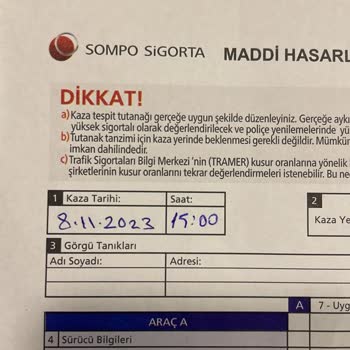 SOMPO SİGORTA MADDİ HASARL
DİKKAT!
a)Kaza tespit tutanağı gerçeğe uygun şekilde düzenleyiniz. Gerçeğe aykı
yüksek sigortalı olarak değerlendirilecek ve poliçe yenilemelerinde yü
b)Tutanak tanzimi için kaza yerinde beklenmesi gerekli değildir. Mümkü
imkan dahilindedir.
c)Trafik Sigortaları Bilgi Merkezi'nin (TRAMER) kusur oranlarına yönelik
şirketlerinin kusur oranlarını tekrar değerlendirmeleri istenebilir. Bu ne
1 Kaza Tarihi: Saat: 2
8.11.2023 15:00 Kaza Ye
3 Görgü Tanıkları
Adı Soyadı: Adresi:
A 7 - Uyg
ARAÇ A
4 Sürücü Bilgileri